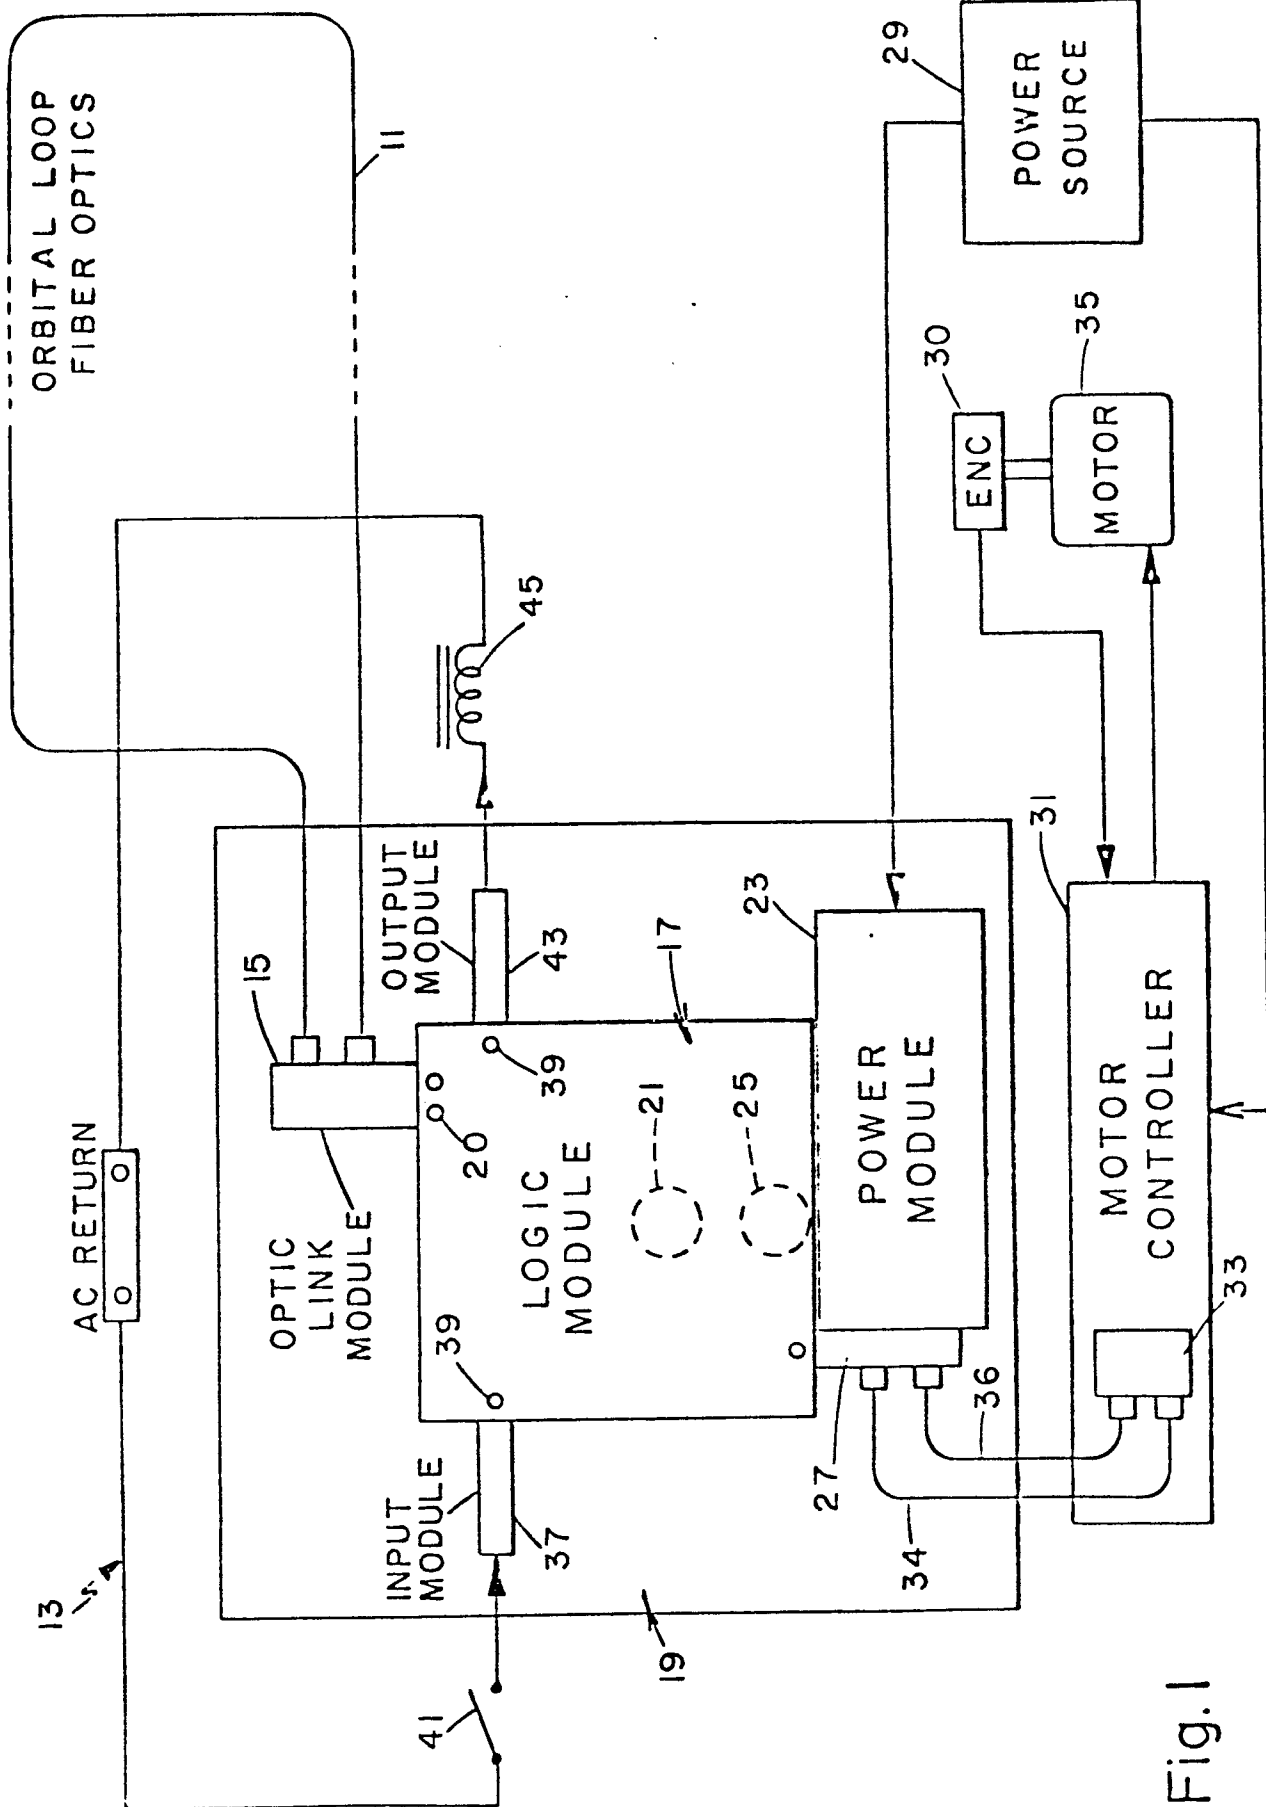 13
AC RETURN
ORBITAL LOOP
FIBER OPTICS
11
15
OPTIC
LINK
MODULE
OUTPUT
MODULE
45
43
41
INPUT
MODULE
37
39
20
39
LOGIC
MODULE
17
21
25
19
23
27
POWER
MODULE
29
POWER
SOURCE
30
ENC
35
MOTOR
31
34
36
MOTOR
CONTROLLER
33
Fig. 1